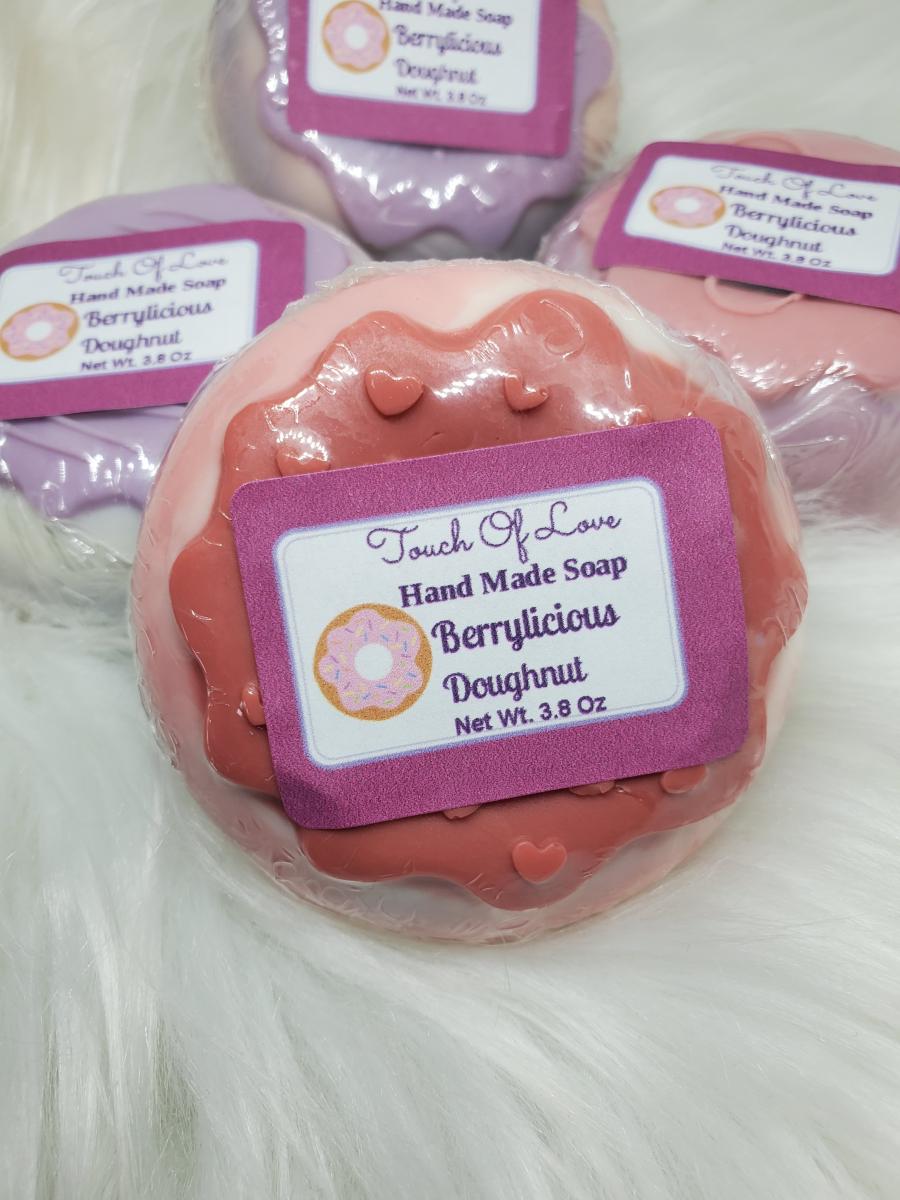 Hand Made Soap
Berrylicious
Doughnut
Net Wt. 3.8 Oz
Touch Of Love
Hand Made Soap
Berrylicious
Doughnut
Net Wt. 3.8 Oz
Touch Of Love
Hand Made Soap
Berrylicious
Doughnut
Net Wt. 3.8 Oz
Touch Of Love
Hand Made Soap
Berrylicious
Doughnut
Net Wt. 3.8 Oz